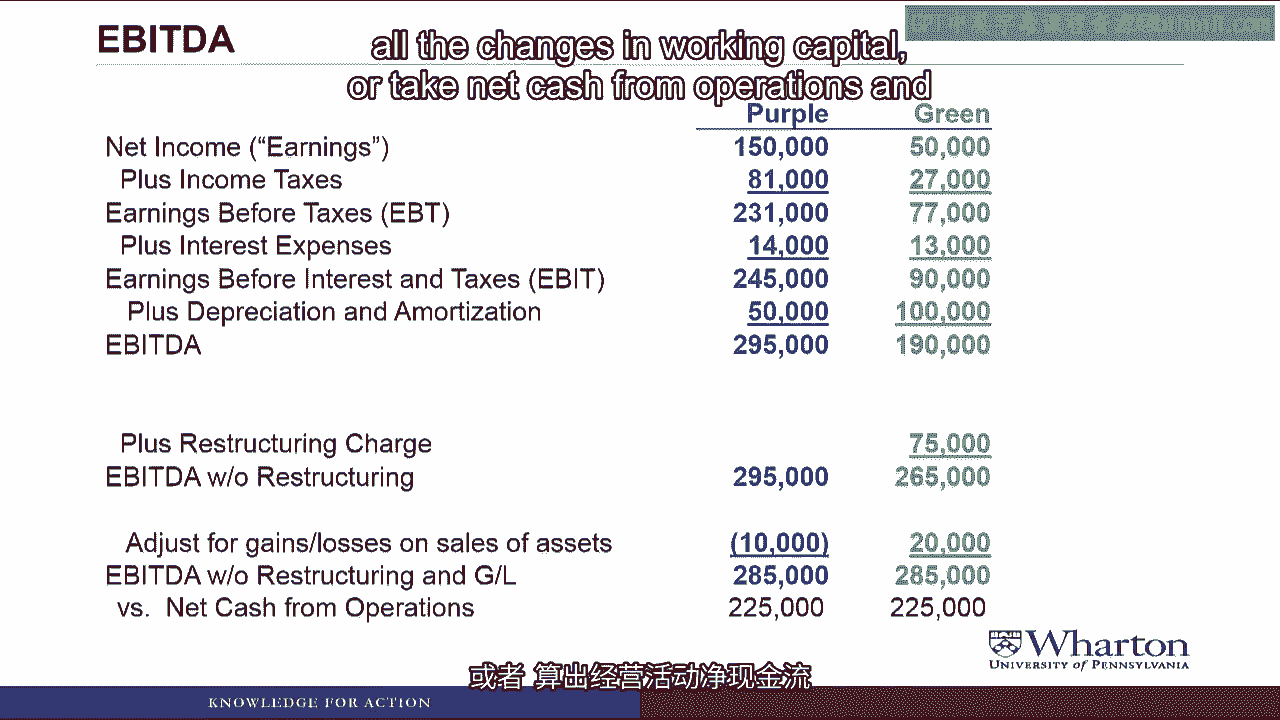 EBITDA
all the changes in working capital,
or take net cash from operations and
Purple Green
Net Income (“Earnings”) 150,000 50,000
Plus Income Taxes 81,000 27,000
Earnings Before Taxes (EBT) 231,000 77,000
Plus Interest Expenses 14,000 13,000
Earnings Before Interest and Taxes (EBIT) 245,000 90,000
Plus Depreciation and Amortization 50,000 100,000
EBITDA 295,000 190,000
Plus Restructuring Charge 75,000
EBITDA w/o Restructuring 295,000 265,000
Adjust for gains/losses on sales of assets (10,000) 20,000
EBITDA w/o Restructuring and G/L 285,000 285,000
vs. Net Cash from Operations 225,000 225,000
Wharton
UNIVERSITY of PENNSYLVANIA
或者 算出经营活动净现金流
KNOWLEDGE FOR ACTION